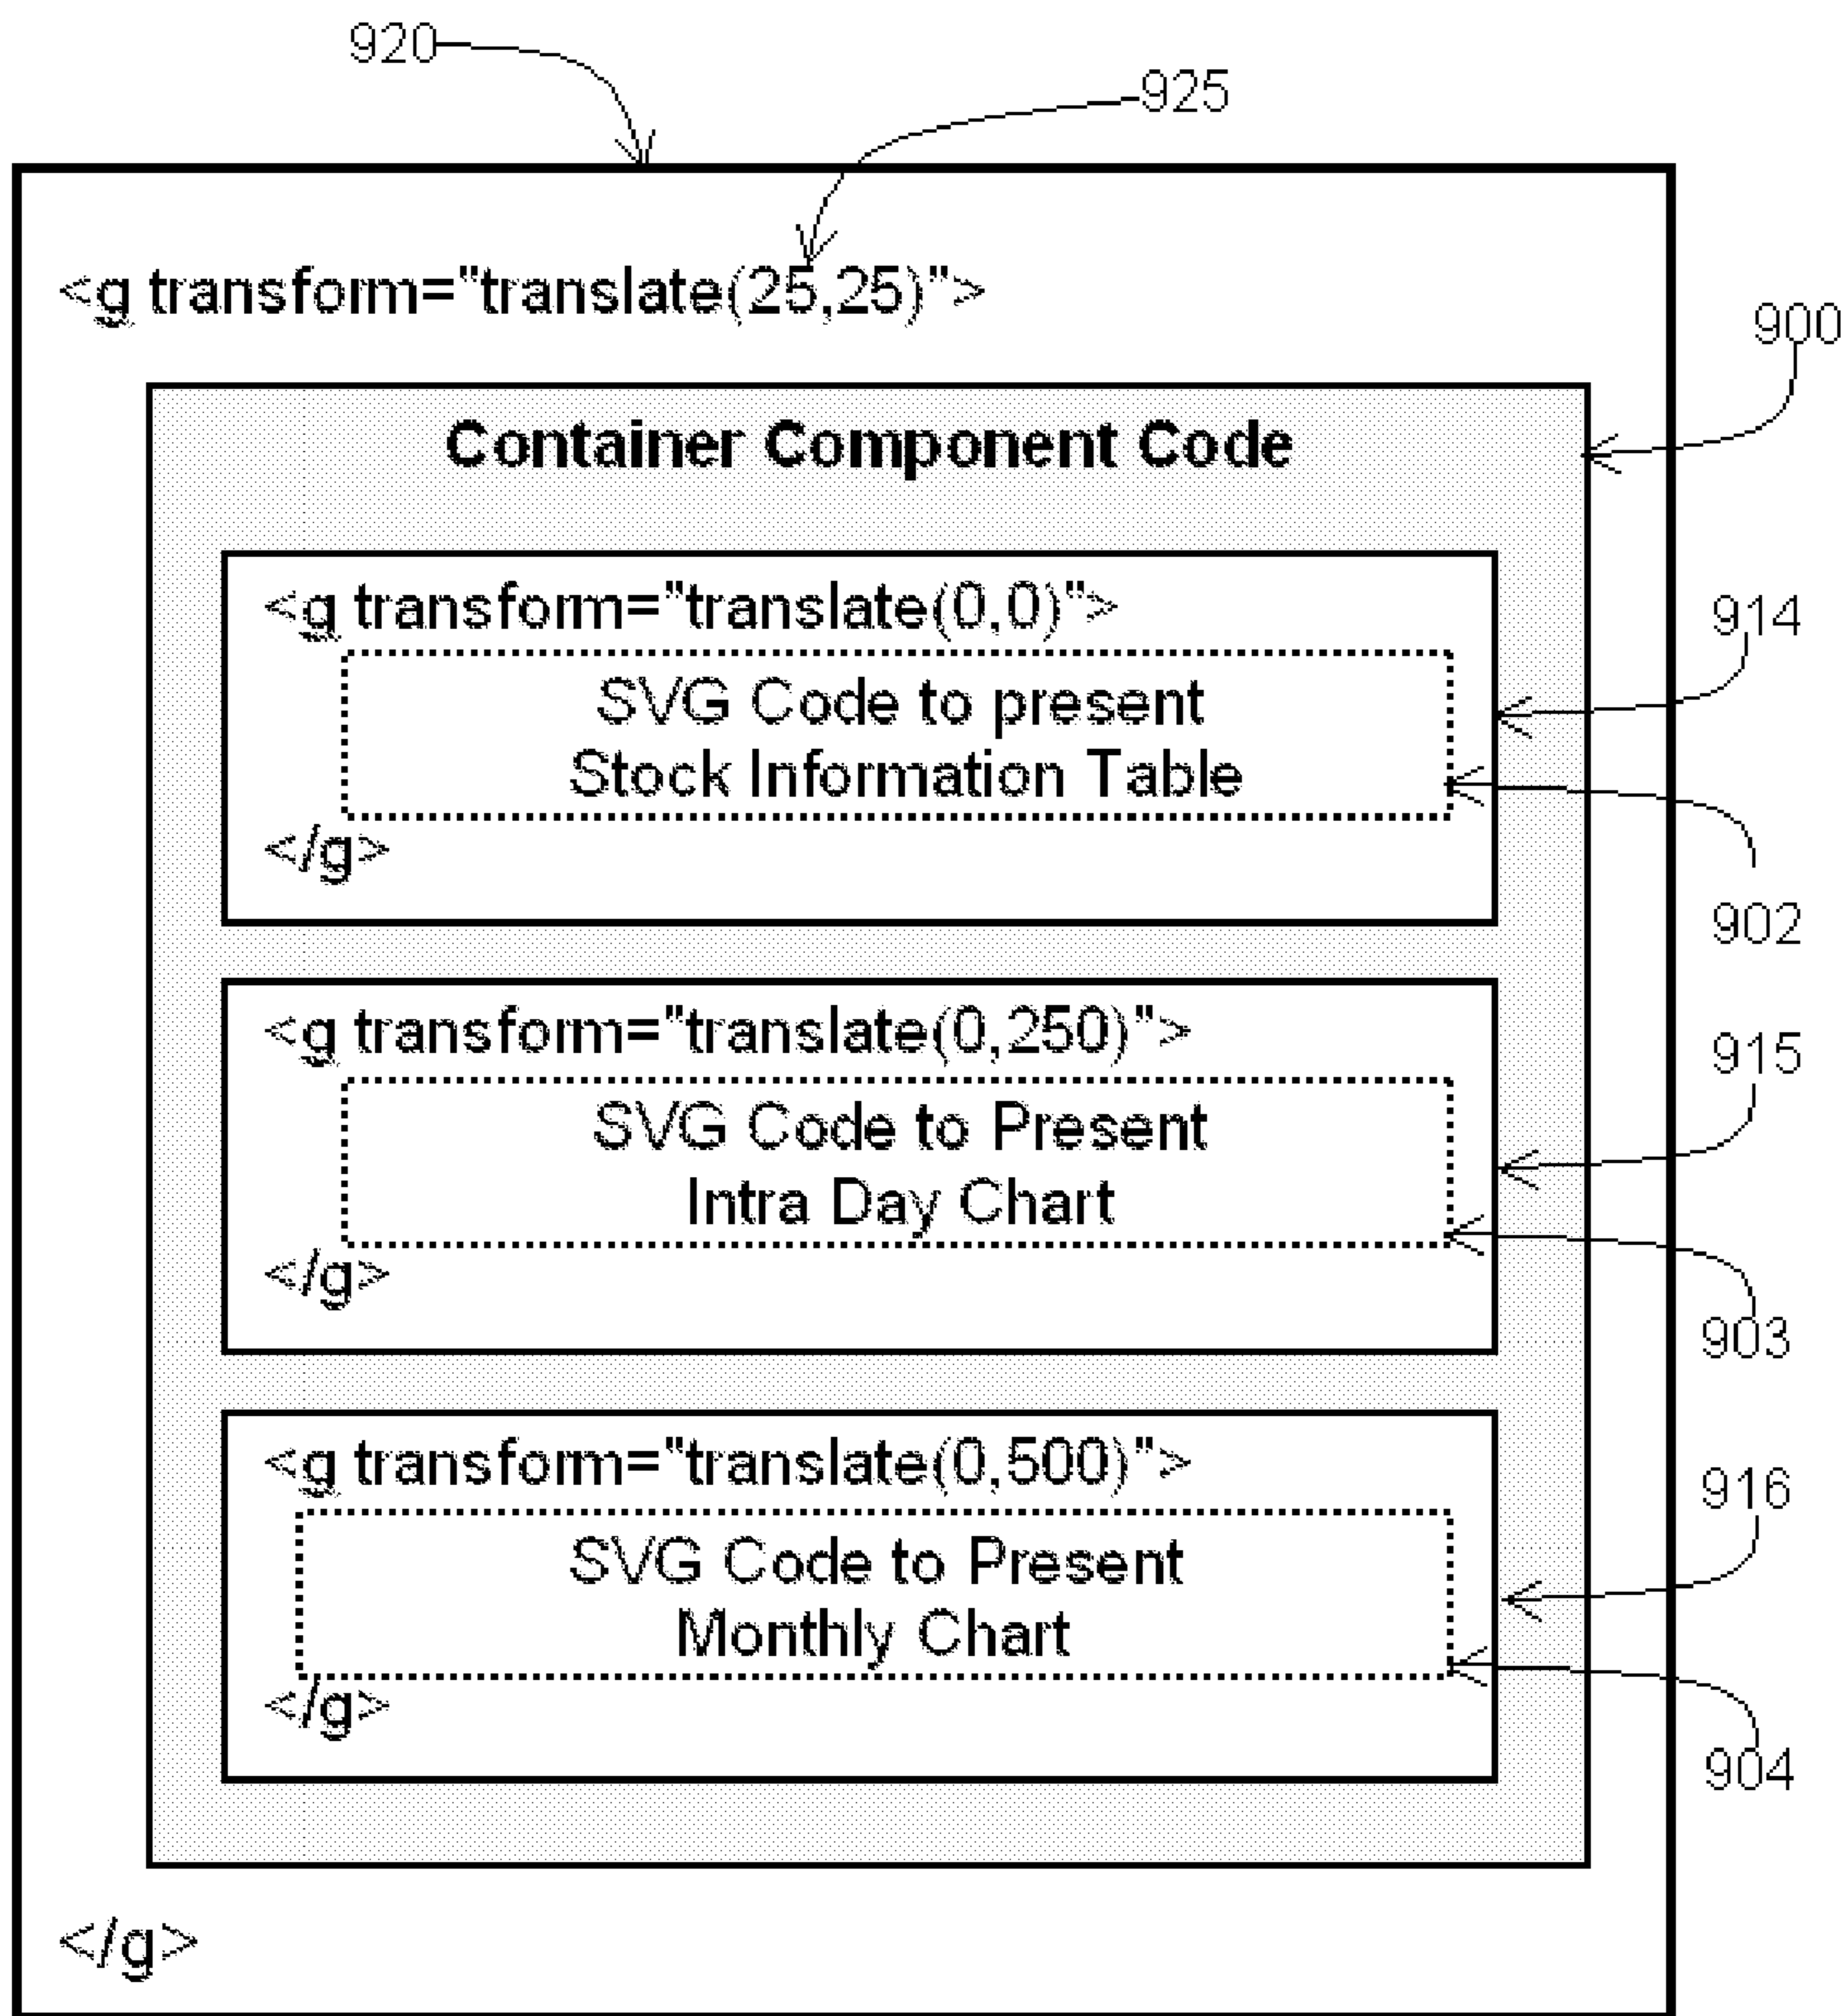 920
925
<g transform="translate(25,25)">
900
Container Component Code
<g transform="translate(0,0)">
914
SVG Code to present
Stock Information Table
</g>
902
<g transform="translate(0,250)">
915
SVG Code to Present
Intra Day Chart
</g>
903
<g transform="translate(0,500)">
916
SVG Code to Present
Monthly Chart
</g>
904
</g>